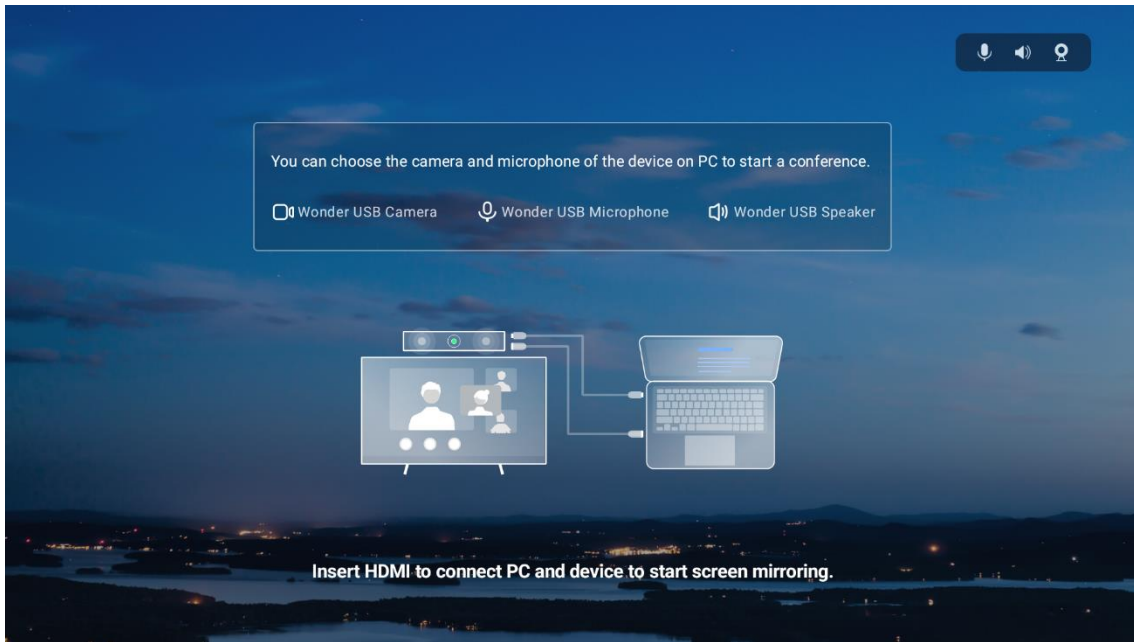 You can choose the camera and microphone of the device on PC to start a conference.
Wonder USB Camera Wonder USB Microphone Wonder USB Speaker
Insert HDMI to connect PC and device to start screen mirroring.